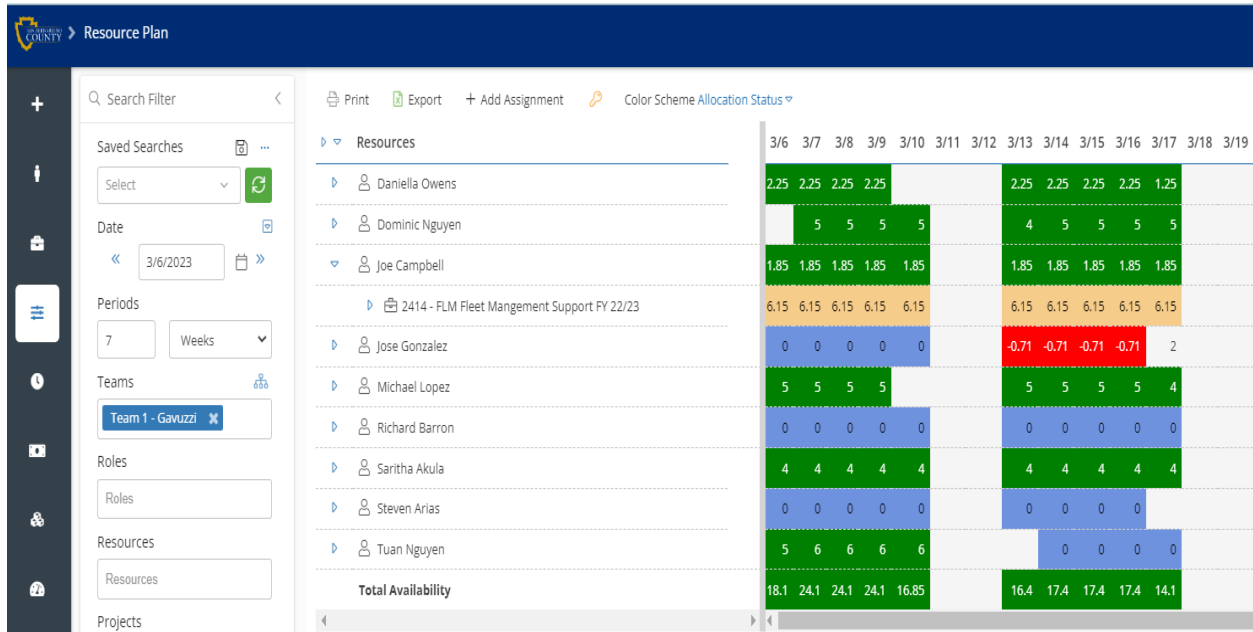 COUNTY Resource Plan
Search Filter
Print Export + Add Assignment Color Scheme Allocation Status
Saved Searches
Select
Date
3/6/2023
Periods
7 Weeks
Teams
Team 1 - Gavuzzi
Roles
Roles
Resources
Resources
Projects
Resources 3/6 3/7 3/8 3/9 3/10 3/11 3/12 3/13 3/14 3/15 3/16 3/17 3/18 3/19
Daniella Owens 2.25 2.25 2.25 2.25 2.25 2.25 2.25 2.25 1.25
Dominic Nguyen 5 5 5 5 4 5 5 5 5
Joe Campbell 1.85 1.85 1.85 1.85 1.85 1.85 1.85 1.85 1.85 1.85
2414 - FLM Fleet Mangement Support FY 22/23 6.15 6.15 6.15 6.15 6.15 6.15 6.15 6.15 6.15 6.15
Jose Gonzalez 0 0 0 0 0 -0.71 -0.71 -0.71 -0.71 2
Michael Lopez 5 5 5 5 5 5 5 5 4
Richard Barron 0 0 0 0 0 0 0 0 0 0
Saritha Akula 4 4 4 4 4 4 4 4 4 4
Steven Arias 0 0 0 0 0 0 0 0 0
Tuan Nguyen 5 6 6 6 6 0 0 0 0
Total Availability 18.1 24.1 24.1 24.1 16.85 16.4 17.4 17.4 17.4 14.1